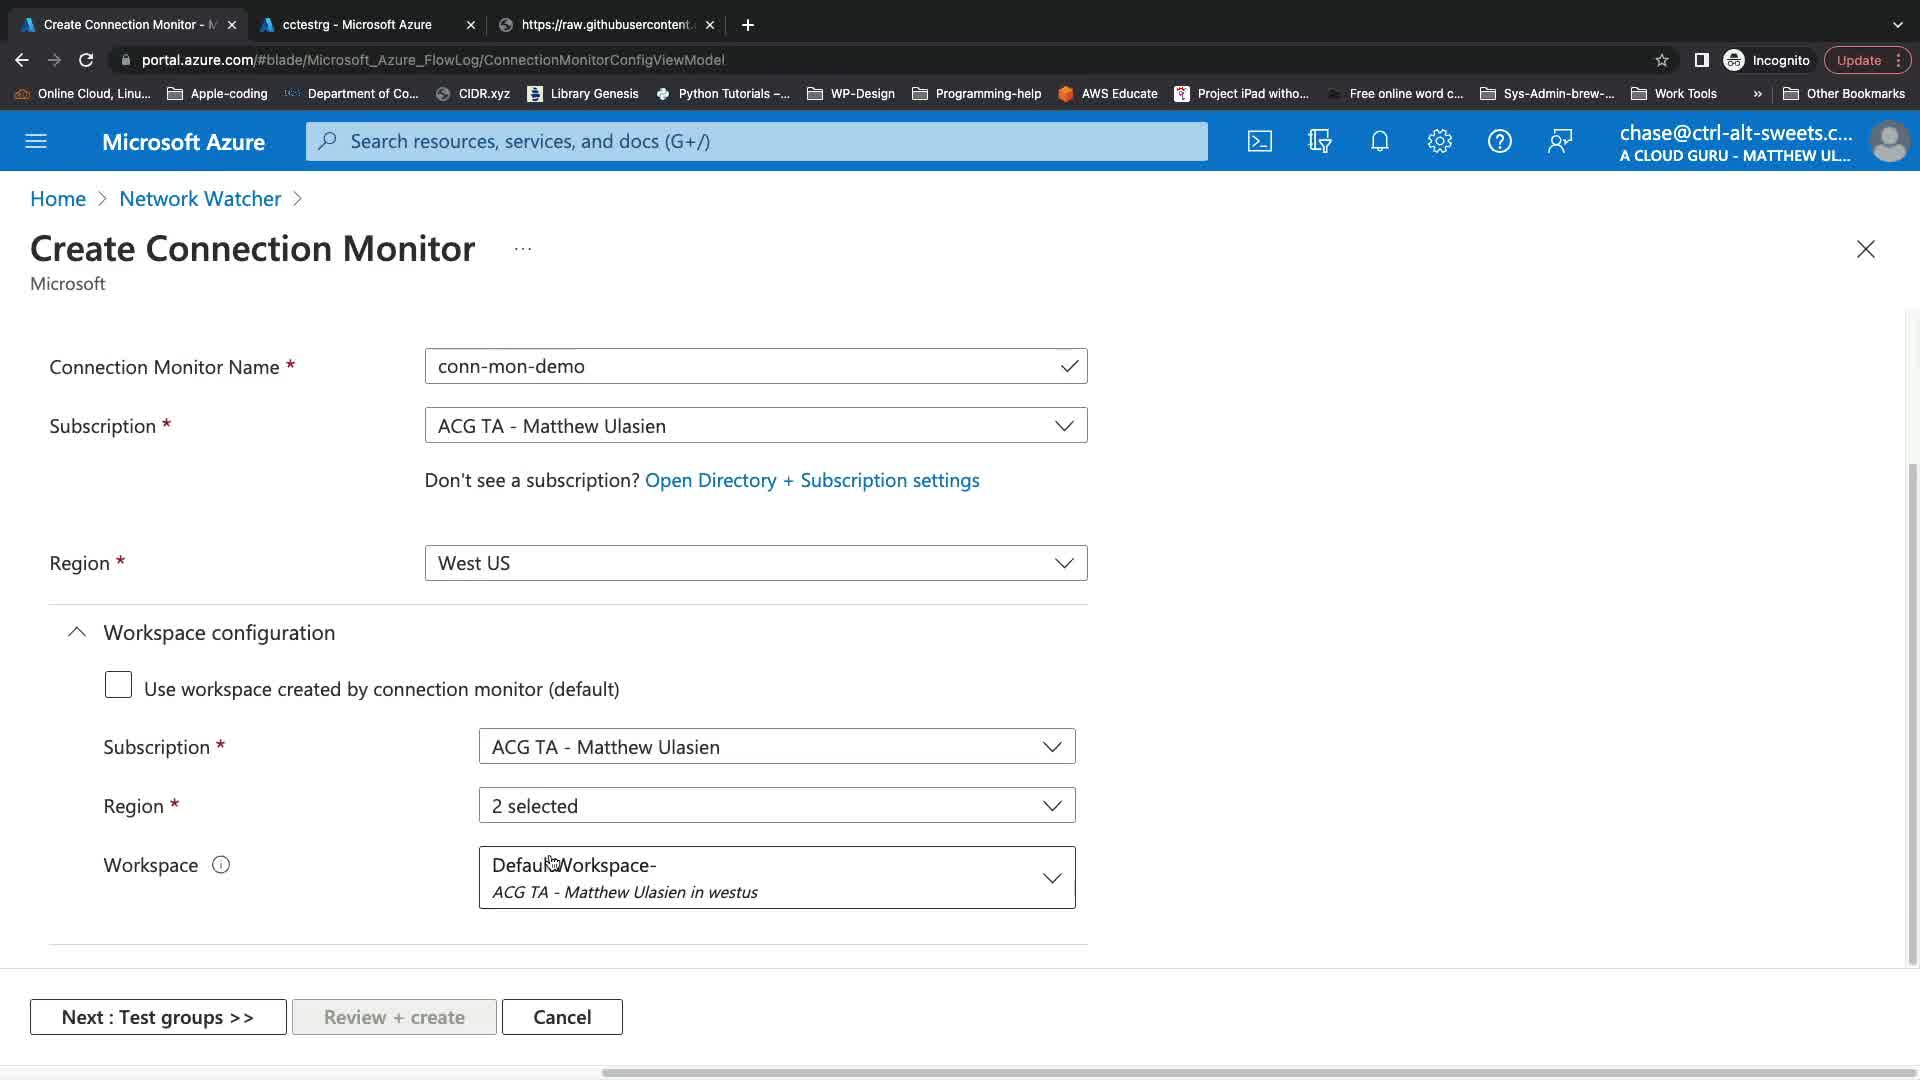 Create Connection Monitor - M
cctestrg - Microsoft Azure
https://raw.githubusercontent.
portal.azure.com/#blade/Microsoft_Azure_FlowLog/ConnectionMonitorConfigViewModel
Incognito
Update
Online Cloud, Linu...
Apple-coding
Department of Co...
CIDR.xyz
Library Genesis
Python Tutorials –...
WP-Design
Programming-help
AWS Educate
Project iPad witho...
Free online word c...
Sys-Admin-brew-...
Work Tools
»
Other Bookmarks
Microsoft Azure
Search resources, services, and docs (G+/)
chase@ctrl-alt-sweets.c...
A CLOUD GURU - MATTHEW UL...
Home > Network Watcher >
Create Connection Monitor ...
Microsoft
Connection Monitor Name *
conn-mon-demo
Subscription *
ACG TA - Matthew Ulasien
Don't see a subscription? Open Directory + Subscription settings
Region *
West US
Workspace configuration
Use workspace created by connection monitor (default)
Subscription *
ACG TA - Matthew Ulasien
Region *
2 selected
Workspace
DefaultWorkspace-
ACG TA - Matthew Ulasien in westus
Next : Test groups >>
Review + create
Cancel